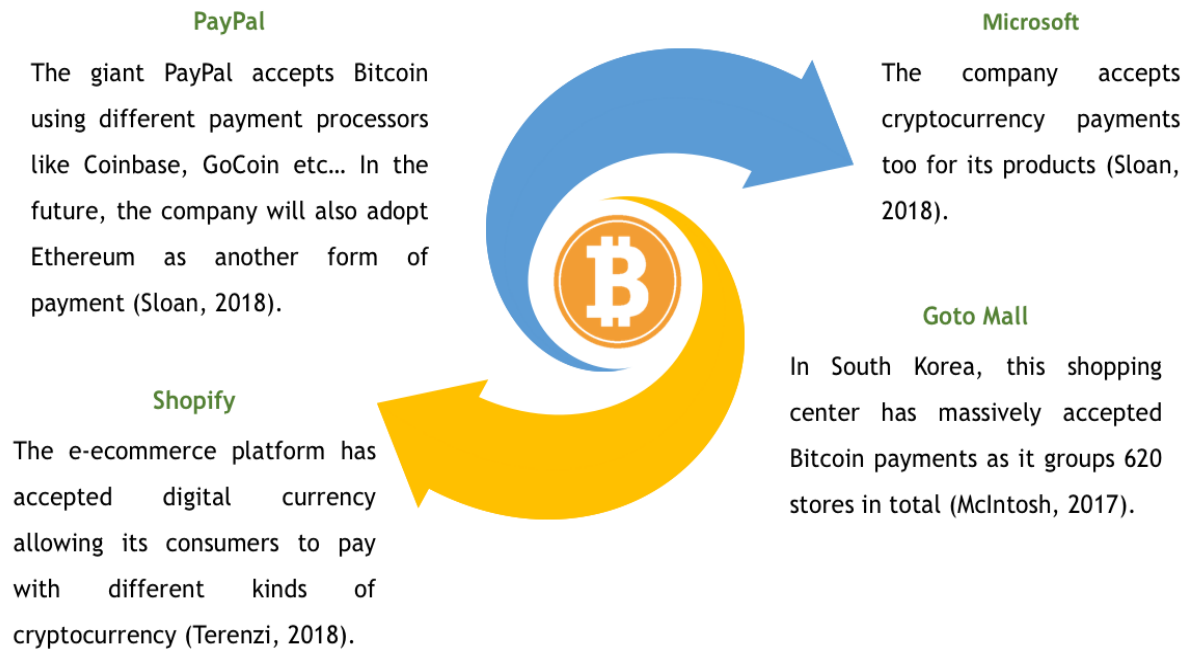 PayPal
The giant PayPal accepts Bitcoin
using different payment processors
like Coinbase, GoCoin etc… In the
future, the company will also adopt
Ethereum as another form of
payment (Sloan, 2018).
Microsoft
The company accepts
cryptocurrency payments
too for its products (Sloan,
2018).
Shopify
The e-ecommerce platform has
accepted digital currency
allowing its consumers to pay
with different kinds of
cryptocurrency (Terenzi, 2018).
Goto Mall
In South Korea, this shopping
center has massively accepted
Bitcoin payments as it groups 620
stores in total (McIntosh, 2017).